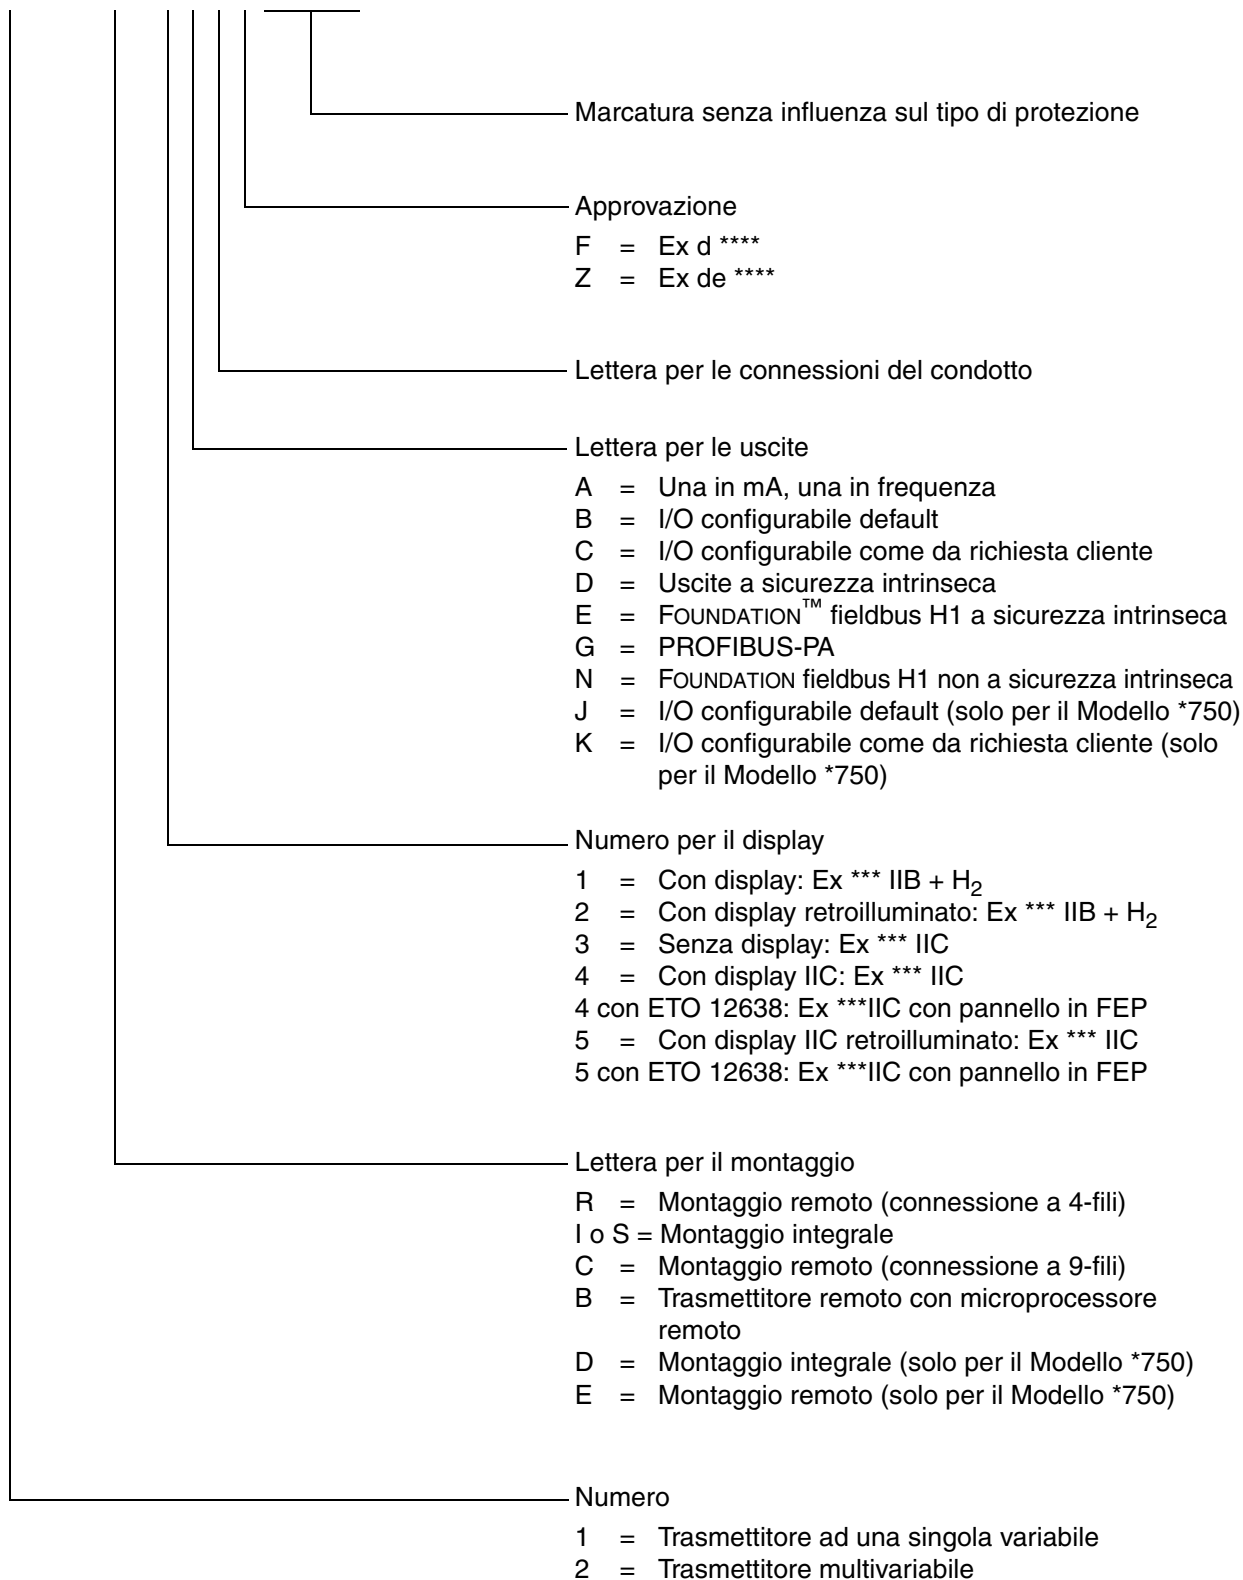 Marcatura senza influenza sul tipo di protezione
Approvazione
F = Ex d ****
Z = Ex de ****
Lettera per le connessioni del condotto
Lettera per le uscite
A = Una in mA, una in frequenza
B = I/O configurabile default
C = I/O configurabile come da richiesta cliente
D = Uscite a sicurezza intrinseca
E = FOUNDATION™ fieldbus H1 a sicurezza intrinseca
G = PROFIBUS-PA
N = FOUNDATION fieldbus H1 non a sicurezza intrinseca
J = I/O configurabile default (solo per il Modello *750)
K = I/O configurabile come da richiesta cliente (solo
per il Modello *750)
Numero per il display
1 = Con display: Ex *** IIB + H2
2 = Con display retroilluminato: Ex *** IIB + H2
3 = Senza display: Ex *** IIC
4 = Con display IIC: Ex *** IIC
4 con ETO 12638: Ex ***IIC con pannello in FEP
5 = Con display IIC retroilluminato: Ex *** IIC
5 con ETO 12638: Ex ***IIC con pannello in FEP
Lettera per il montaggio
R = Montaggio remoto (connessione a 4-fili)
I o S = Montaggio integrale
C = Montaggio remoto (connessione a 9-fili)
B = Trasmettitore remoto con microprocessore
remoto
D = Montaggio integrale (solo per il Modello *750)
E = Montaggio remoto (solo per il Modello *750)
Numero
1 = Trasmettitore ad una singola variabile
2 = Trasmettitore multivariabile